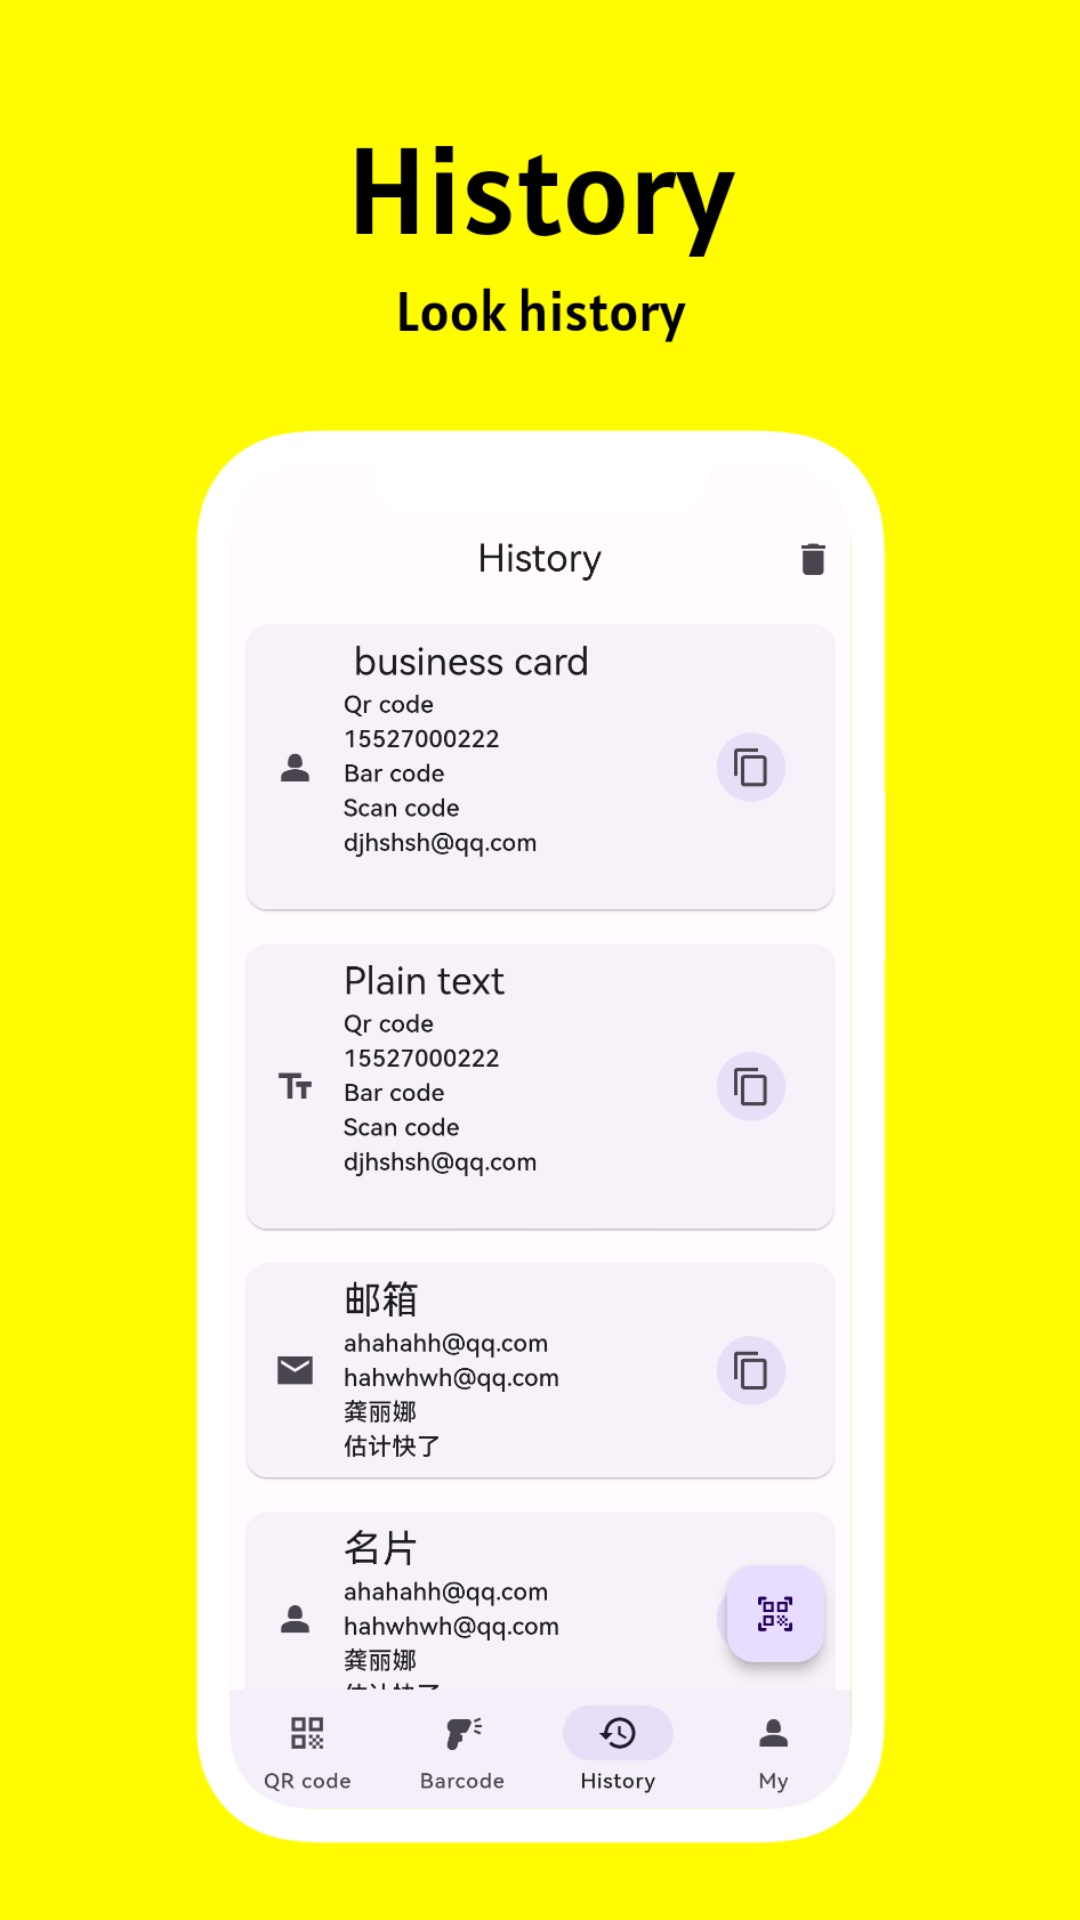 History
Look history
History
business card
Qr code
15527000222
Bar code
Scan code
djhshsh@qq.com
Plain text
Qr code
15527000222
Bar code
Scan code
djhshsh@qq.com
邮箱
ahahahh@qq.com
hahwhwh@qq.com
龚丽娜
估计快了
名片
ahahahh@qq.com
hahwhwh@qq.com
龚丽娜
QR code
Barcode
History
My